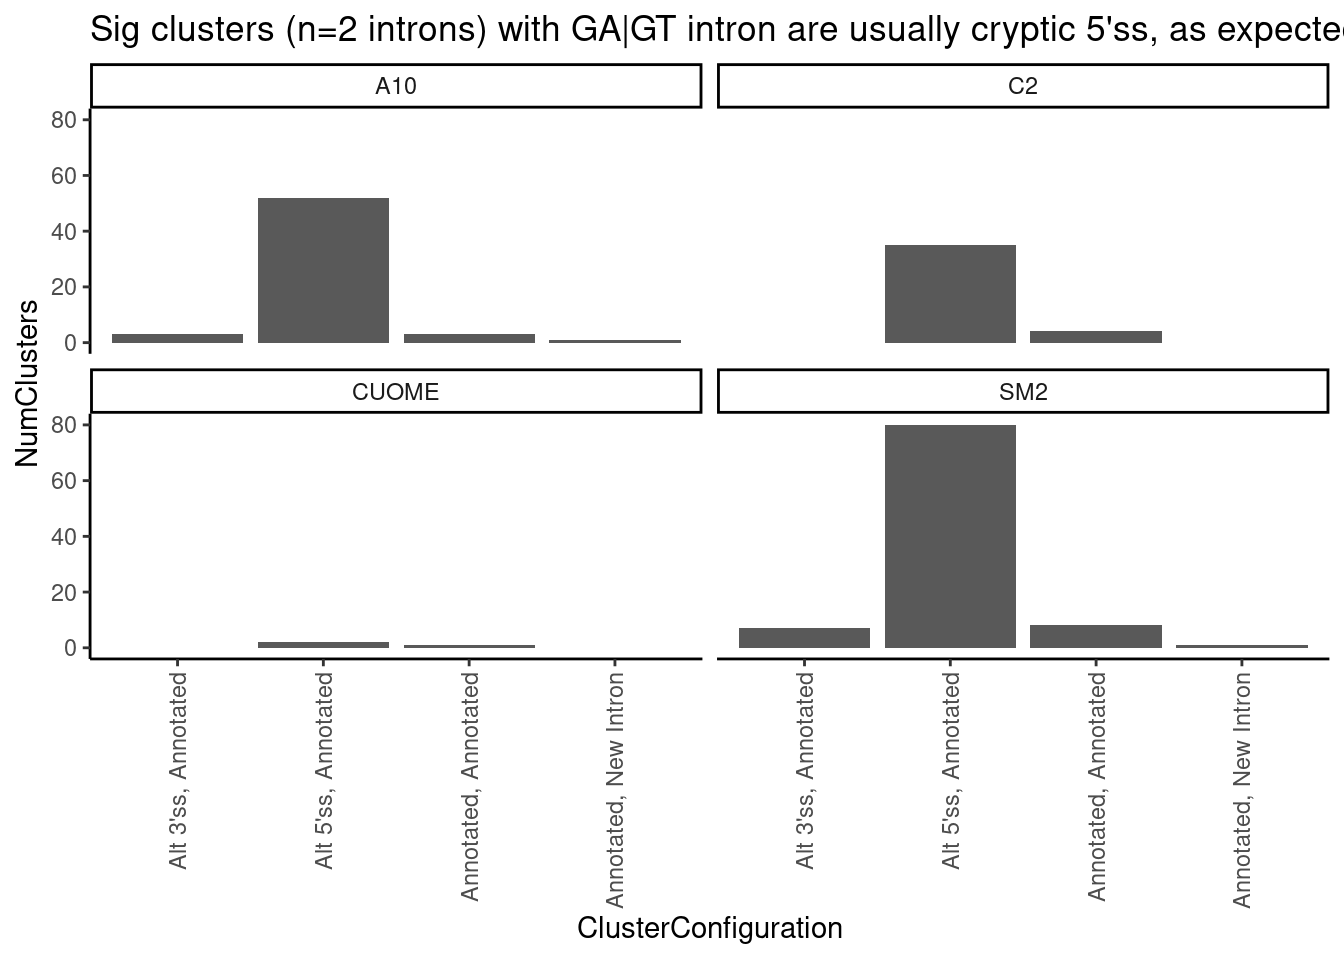 Sig clusters (n=2 introns) with GA|GT intron are usually cryptic 5'ss, as expected
A10
C2
80
60
40
20
0
NumClusters
CUOME
SM2
80
60
40
20
0
Alt 3'ss, Annotated
Alt 5'ss, Annotated
Annotated, Annotated
Annotated, New Intron
Alt 3'ss, Annotated
Alt 5'ss, Annotated
Annotated, Annotated
Annotated, New Intron
ClusterConfiguration